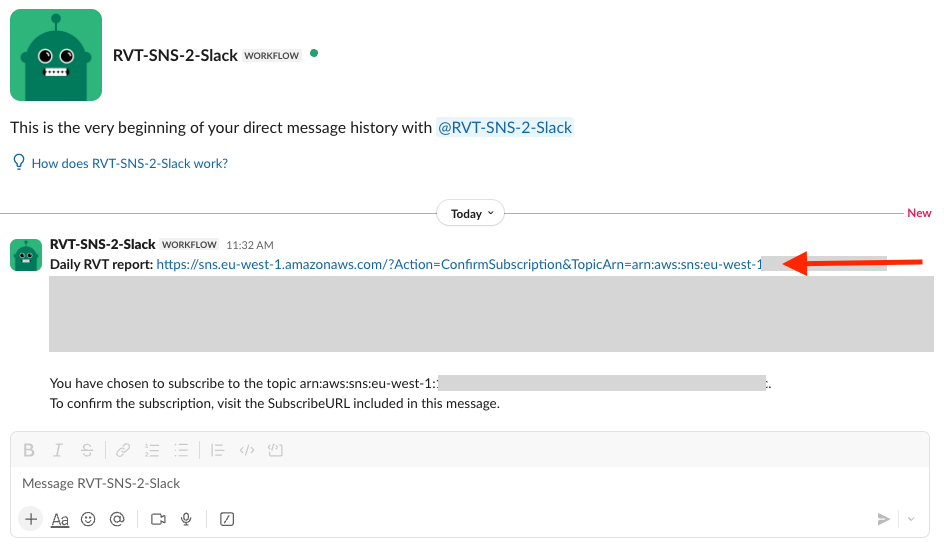 RVT-SNS-2-Slack WORKFLOW
This is the very beginning of your direct message history with @RVT-SNS-2-Slack
How does RVT-SNS-2-Slack work?
Today
New
RVT-SNS-2-Slack WORKFLOW 11:32 AM
Daily RVT report: https://sns.eu-west-1.amazonaws.com/?Action=ConfirmSubscription&TopicArn=arn:aws:sns:eu-west-1
You have chosen to subscribe to the topic arn:aws:sns:eu-west-1: .
To confirm the subscription, visit the SubscribeURL included in this message.
Message RVT-SNS-2-Slack
Aa